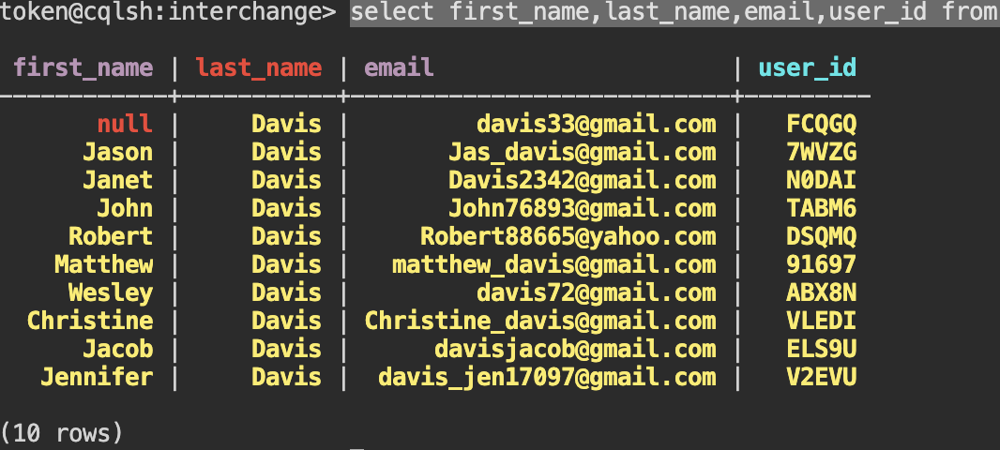 token@cqlsh:interchange> select first_name,last_name,email,user_id from
first_name | last_name | email | user_id
------------+-----------+----------------------------+---------
null | Davis | davis33@gmail.com | FCQGQ
Jason | Davis | Jas_davis@gmail.com | 7WVZG
Janet | Davis | Davis2342@gmail.com | N0DAI
John | Davis | John76893@gmail.com | TABM6
Robert | Davis | Robert88665@yahoo.com | DSQMQ
Matthew | Davis | matthew_davis@gmail.com | 91697
Wesley | Davis | davis72@gmail.com | ABX8N
Christine | Davis | Christine_davis@gmail.com | VLEDI
Jacob | Davis | davisjacob@gmail.com | ELS9U
Jennifer | Davis | davis_jen17097@gmail.com | V2EVU
(10 rows)